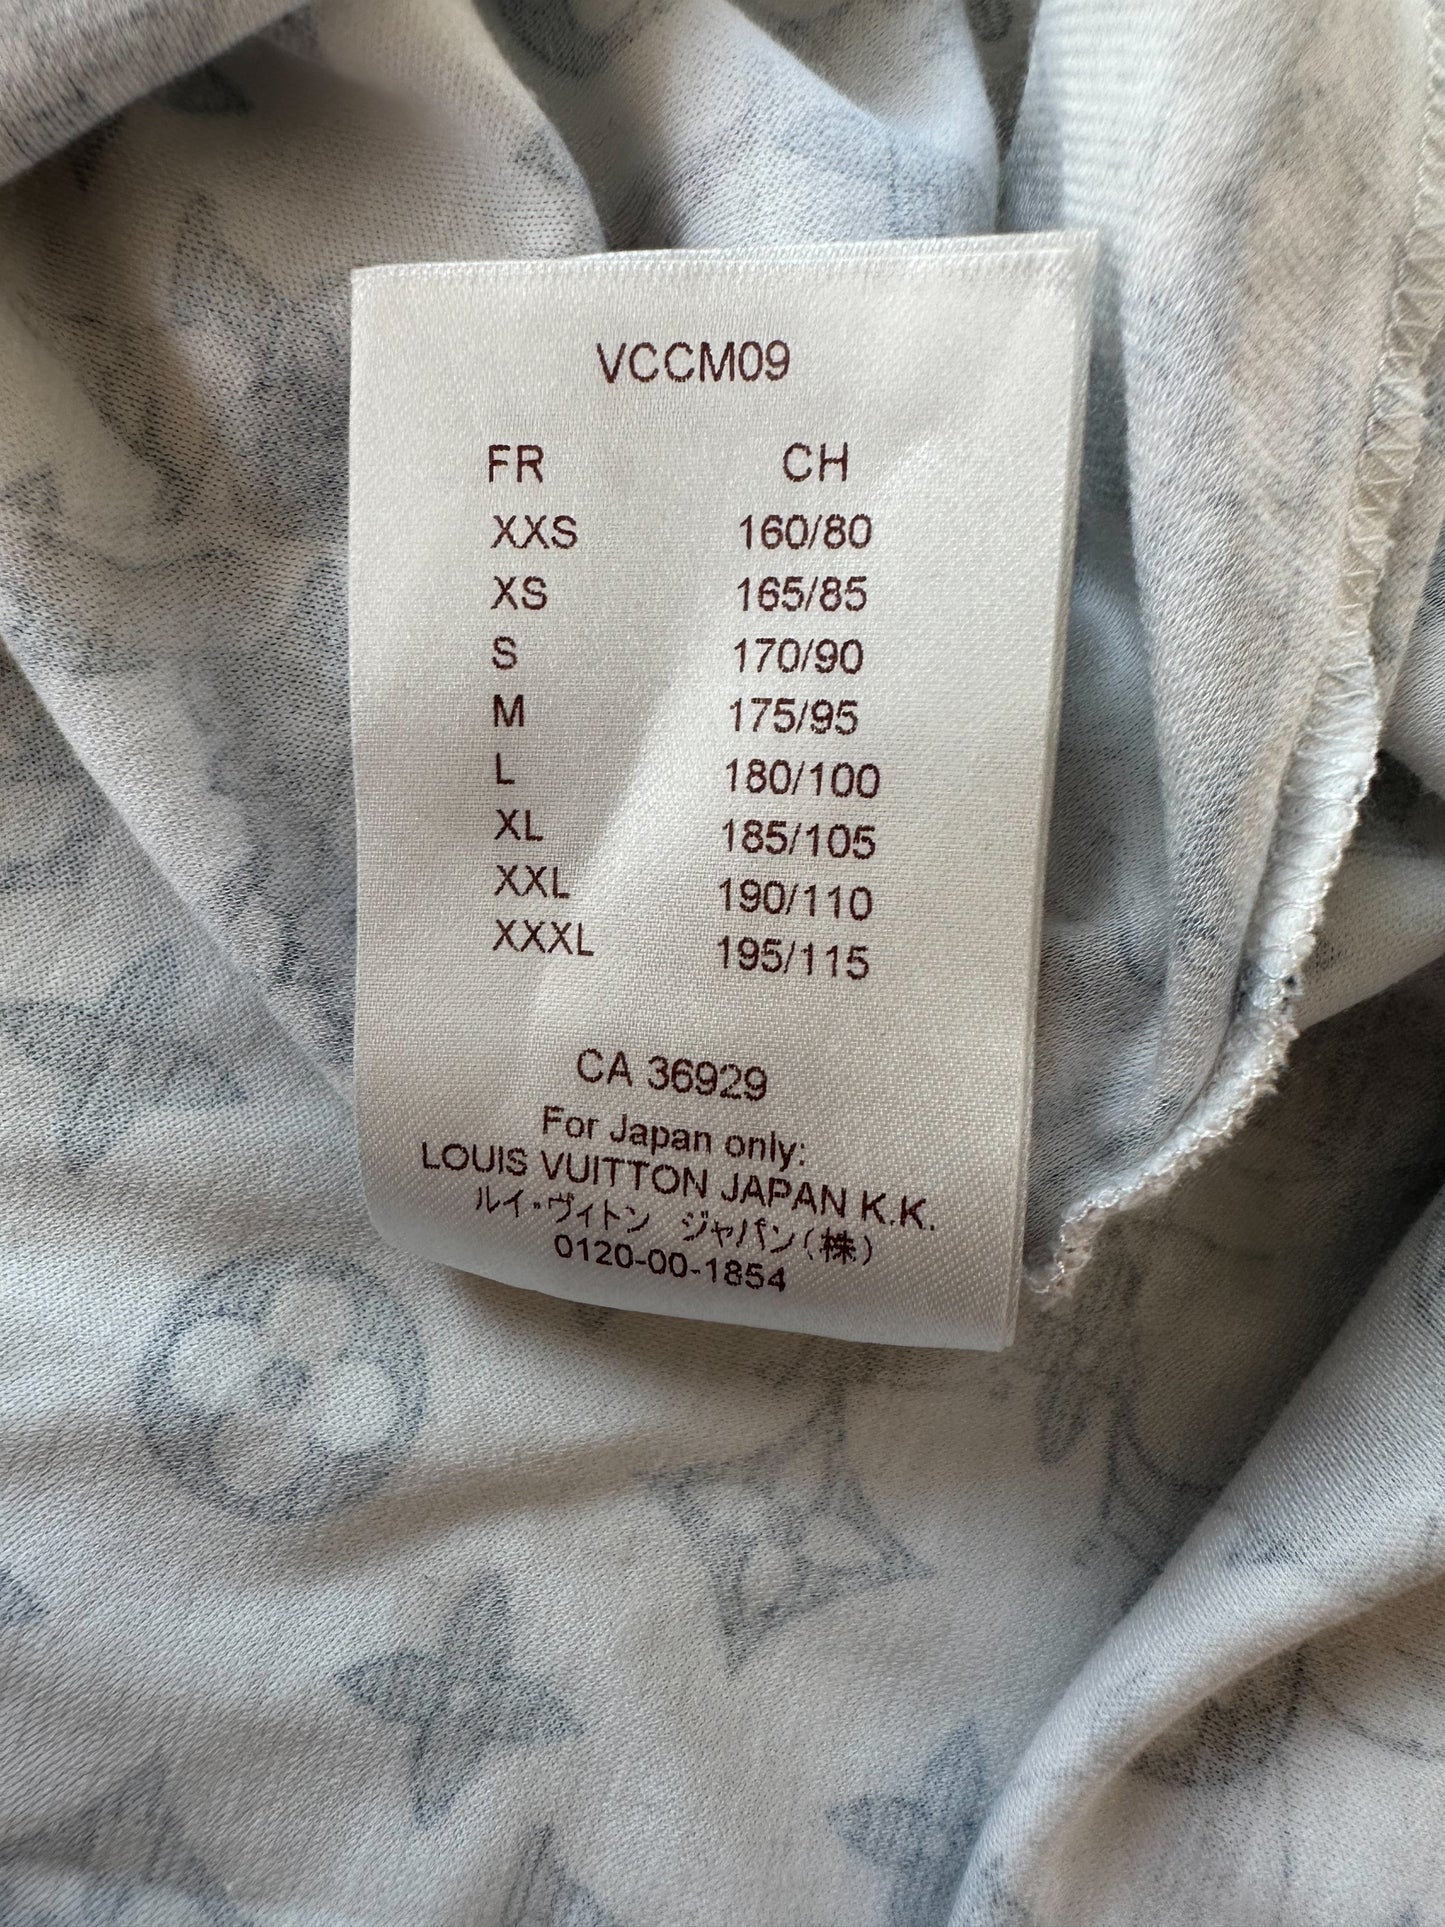 VCCM09
FR CH
XXS 160/80
XS 165/85
S 170/90
M 175/95
L 180/100
XL 185/105
XXL 190/110
XXXL 195/115
CA 36929
For Japan only:
LOUIS VUITTON JAPAN K.K.
ルイ・ヴィトン ジャパン(株)
0120-00-1854